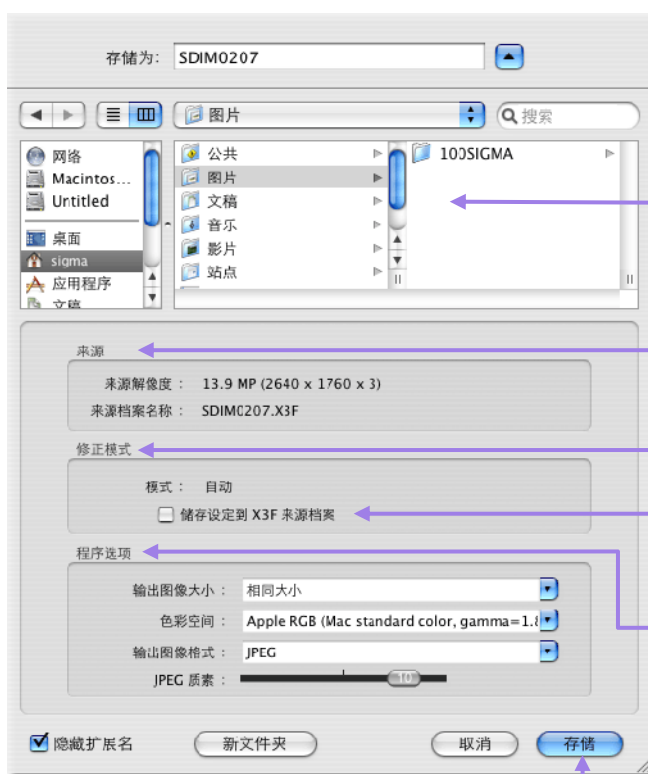 存储为: SDIM0207
图片 搜索
网络
Macintos...
Untitled
桌面
sigma
应用程序
文稿
公共
图片
文稿
音乐
影片
站点
100SIGMA
来源
来源解像度 : 13.9 MP (2640 x 1760 x 3)
来源档案名称 : SDIM0207.X3F
修正模式
模式 : 自动
储存设定到 X3F 来源档案
程序选项
输出图像大小 : 相同大小
色彩空间 : Apple RGB (Mac standard color, gamma=1.8
输出图像格式 : JPEG
JPEG 质素 : 10
隐藏扩展名 新文件夹 取消 存储